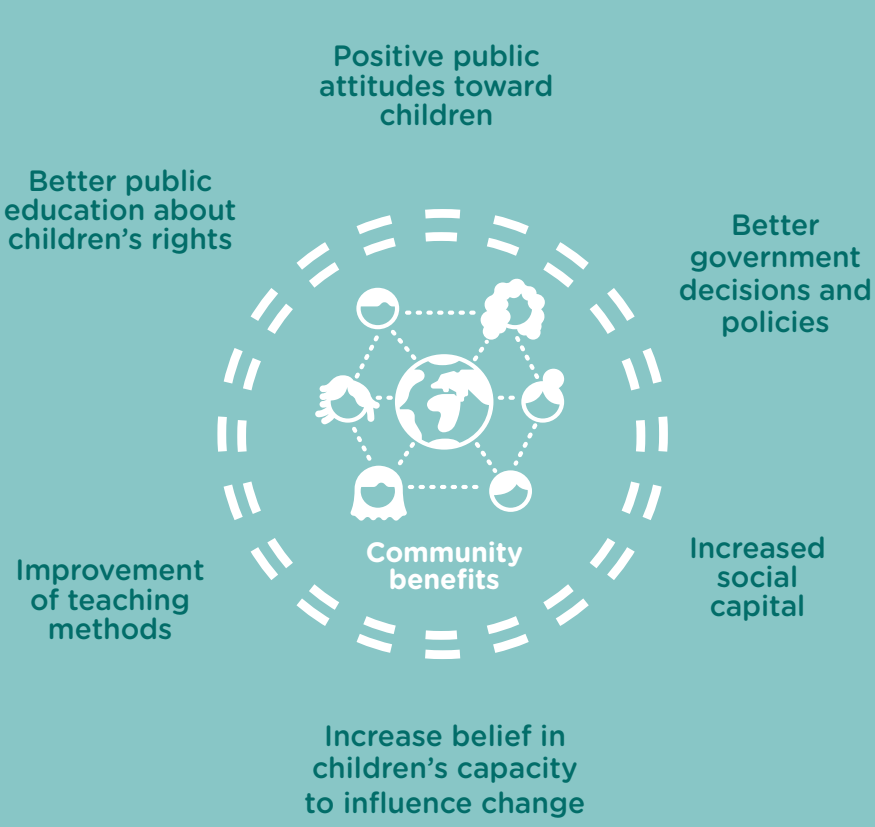 Positive public
attitudes toward
children
Better public
education about
children's rights
Better
government
decisions and
policies
Community
benefits
Improvement
of teaching
methods
Increased
social
capital
Increase belief in
children's capacity
to influence change